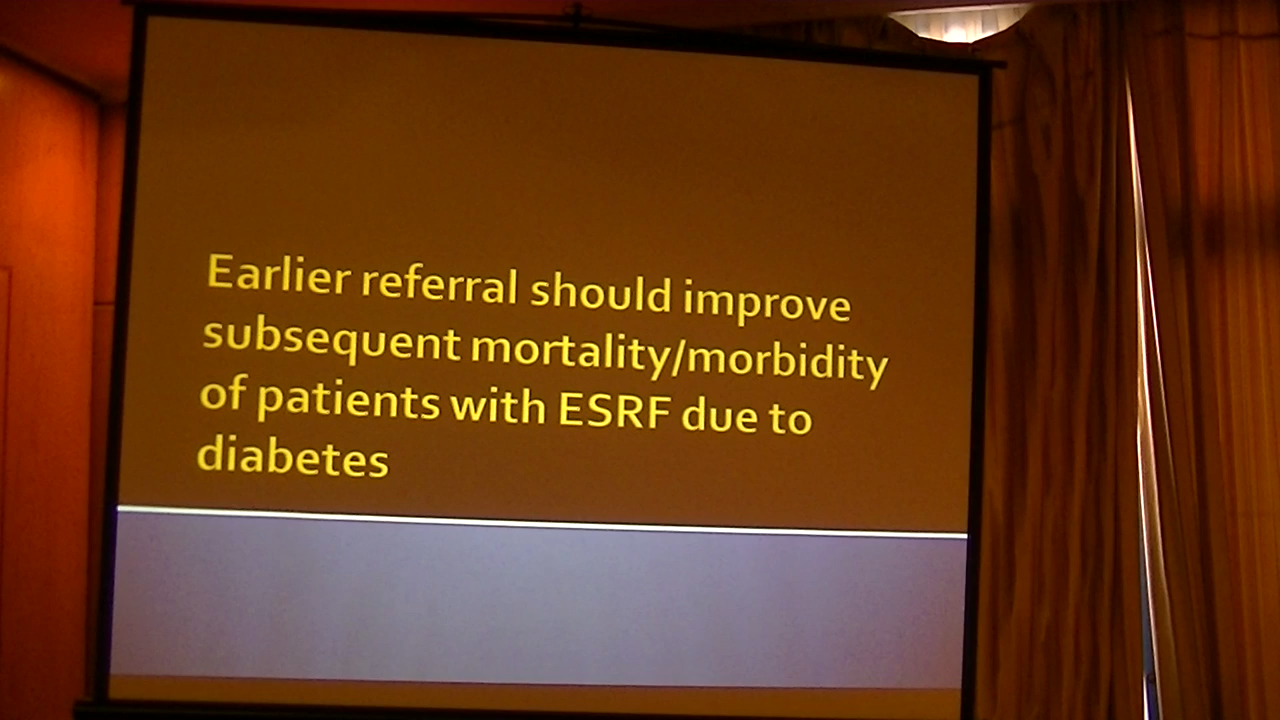 Earlier referral should improve
subsequent mortality/morbidity
of patients with ESRF due to
diabetes